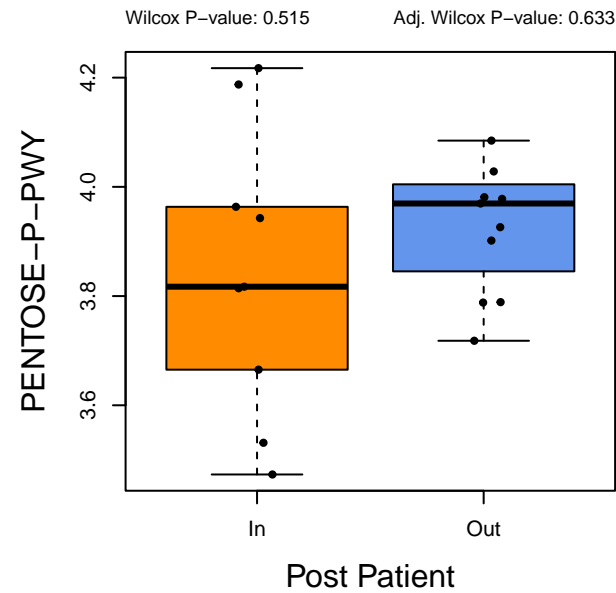 Wilcox P−value: 0.515
Adj. Wilcox P−value: 0.633
PENTOSE−P−PWY
4.2
4.0
3.8
3.6
In
Out
Post Patient